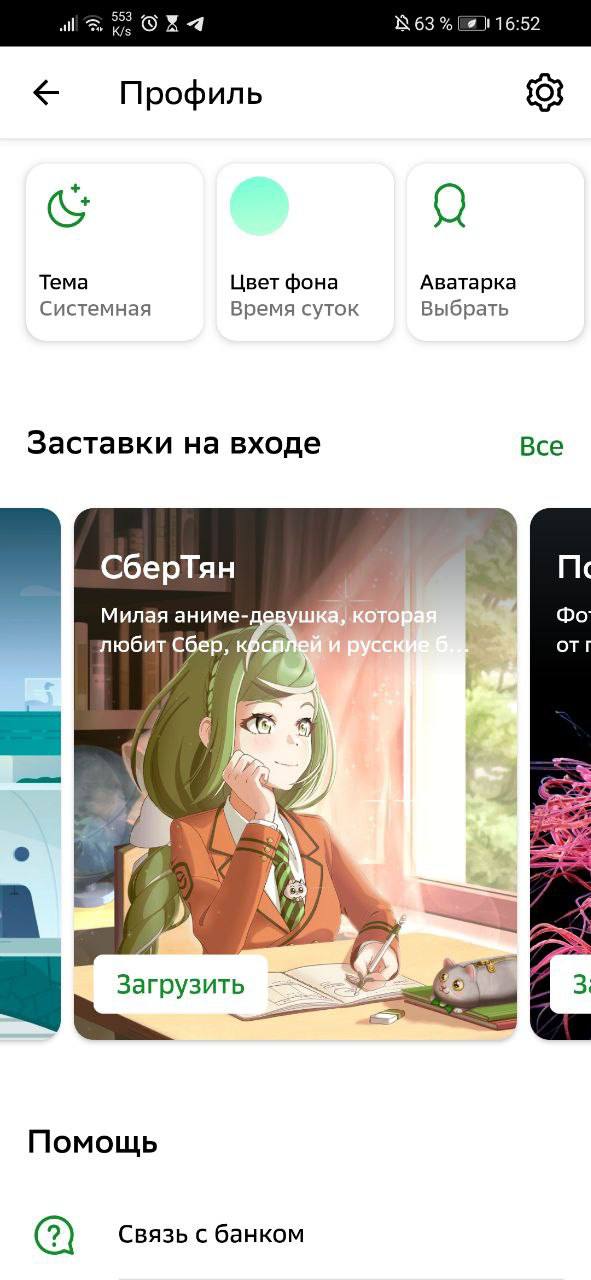 553
K/s
63 %
16:52
Профиль
Тема
Системная
Цвет фона
Время суток
Аватарка
Выбрать
Заставки на входе
Все
СберТян
Милая аниме-девушка, которая
любит Сбер, косплей и русские б...
Загрузить
По
Фот
от г
За
Помощь
Связь с банком